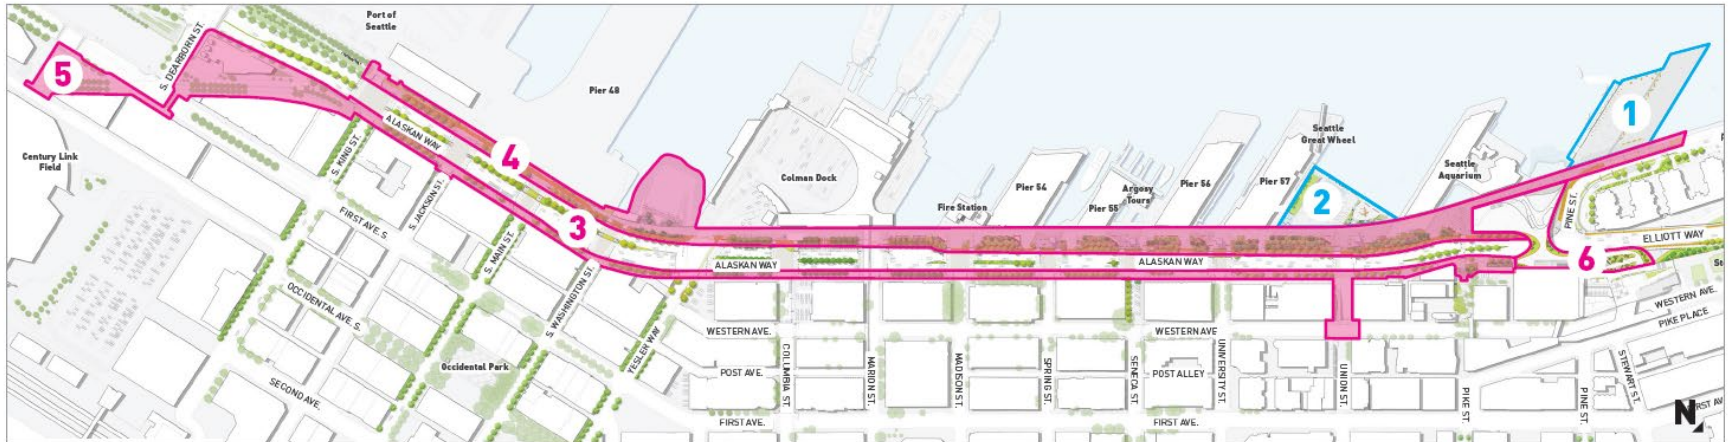 Port of
Seattle
S. DEARBORN ST.
5
Pier 48
Century Link
Field
S. KING ST.
ALASKAN WAY
4
S. JACKSON ST.
FIRST AVE. S
3
S. MAIN ST.
S. WASHINGTON ST.
OCCIDENTAL AVE. S.
Occidental Park
SECOND AVE.
YESLER WAY
Colman Dock
Fire Station
Pier 54
Pier 55
Argosy
Tours
Pier 56
Pier 57
Seattle
Great Wheel
2
Seattle
Aquarium
1
PINE ST.
ELLIOTT WAY
6
ALASKAN WAY
ALASKAN WAY
WESTERN AVE.
WESTERN AVE
WESTERN AVE.
PIKE PLACE
POST AVE.
POST ALLEY
COLUMBIA ST.
MARION ST.
MADISON ST.
SPRING ST.
SENECA ST
UNIVERSITY ST.
UNION ST.
PIKE ST.
PINE ST.
STEWART ST.
FIRST AVE.
FIRST AVE.
N